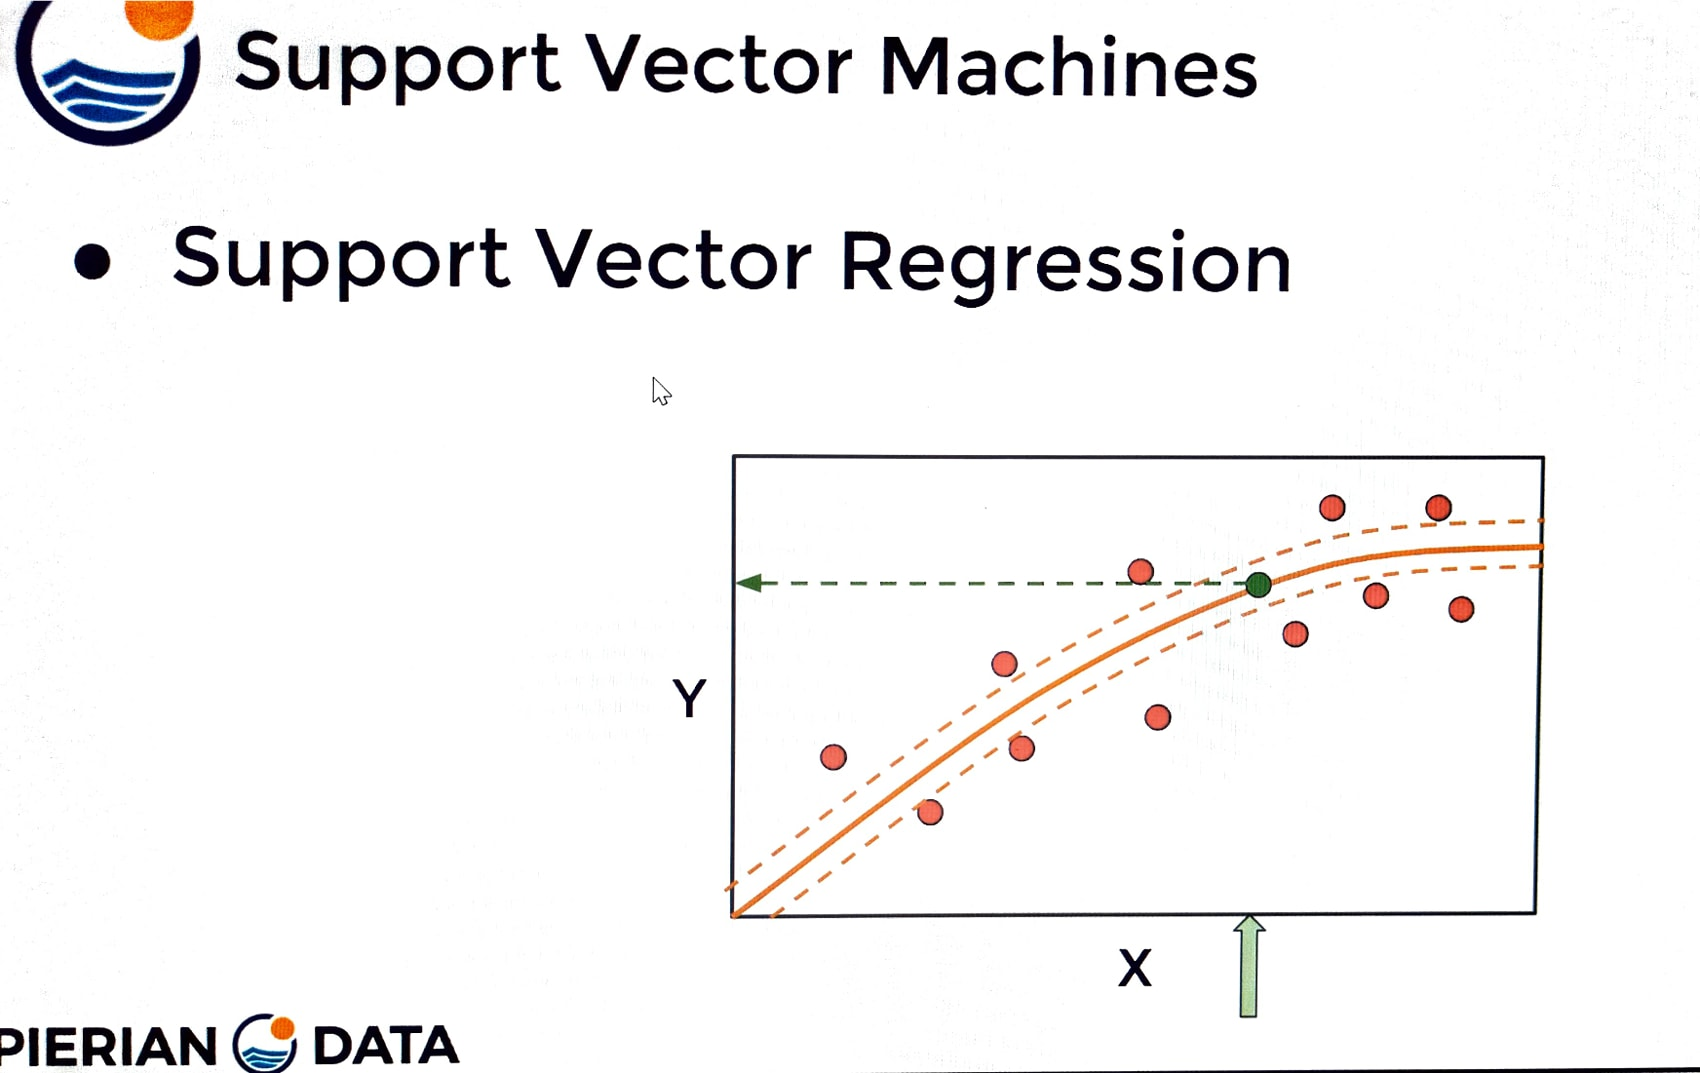 Support Vector Machines
● Support Vector Regression
Y
X
PIERIAN DATA